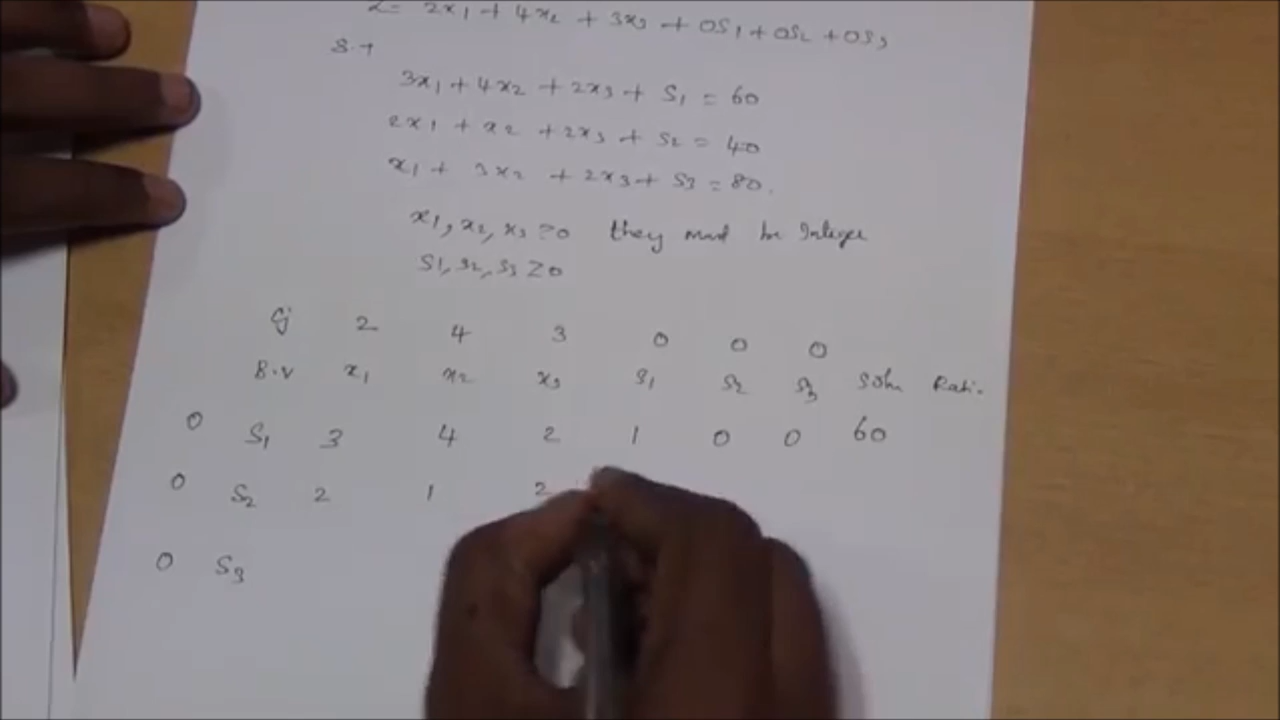 Z= 2x1 + 4x2 + 3x3 + 0S1 + 0S2 + 0S3
S.t
3x1 + 4x2 + 2x3 + S1 = 60
2x1 + x2 + 2x3 + S2 = 40
x1 + 3x2 + 2x3 + S3 = 80.
x1, x2, x3 ≥0 they must be Integer
S1, S2, S3 ≥0
Cj 2 4 3 0 0 0
B.V x1 x2 x3 S1 S2 S3 Soln Ratio
0 S1 3 4 2 1 0 0 60
0 S2 2 1 2
0 S3